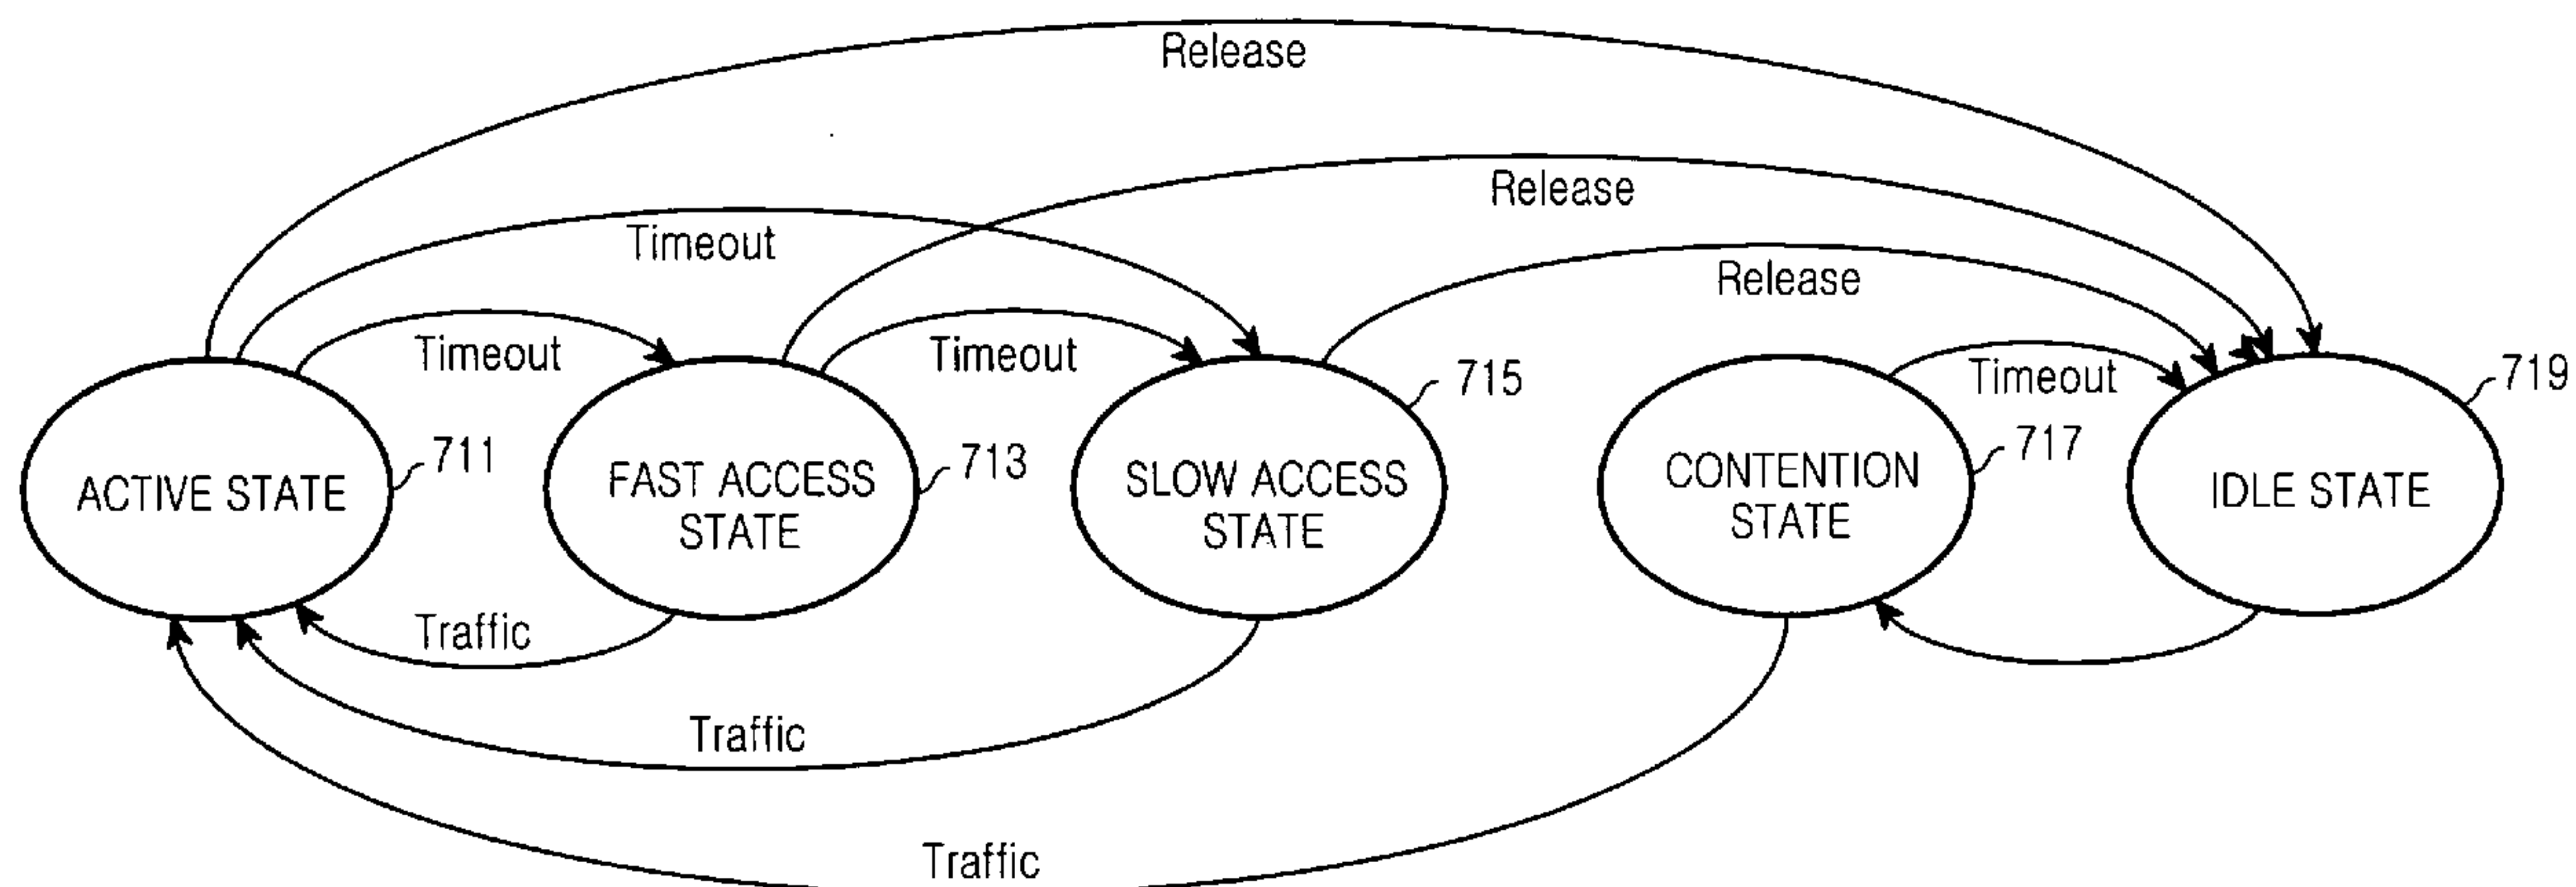 Release
Release
Timeout
Release
Timeout
Timeout
Timeout
715
719
711
713
717
ACTIVE STATE
FAST ACCESS
STATE
SLOW ACCESS
STATE
CONTENTION
STATE
IDLE STATE
Traffic
Traffic
Traffic